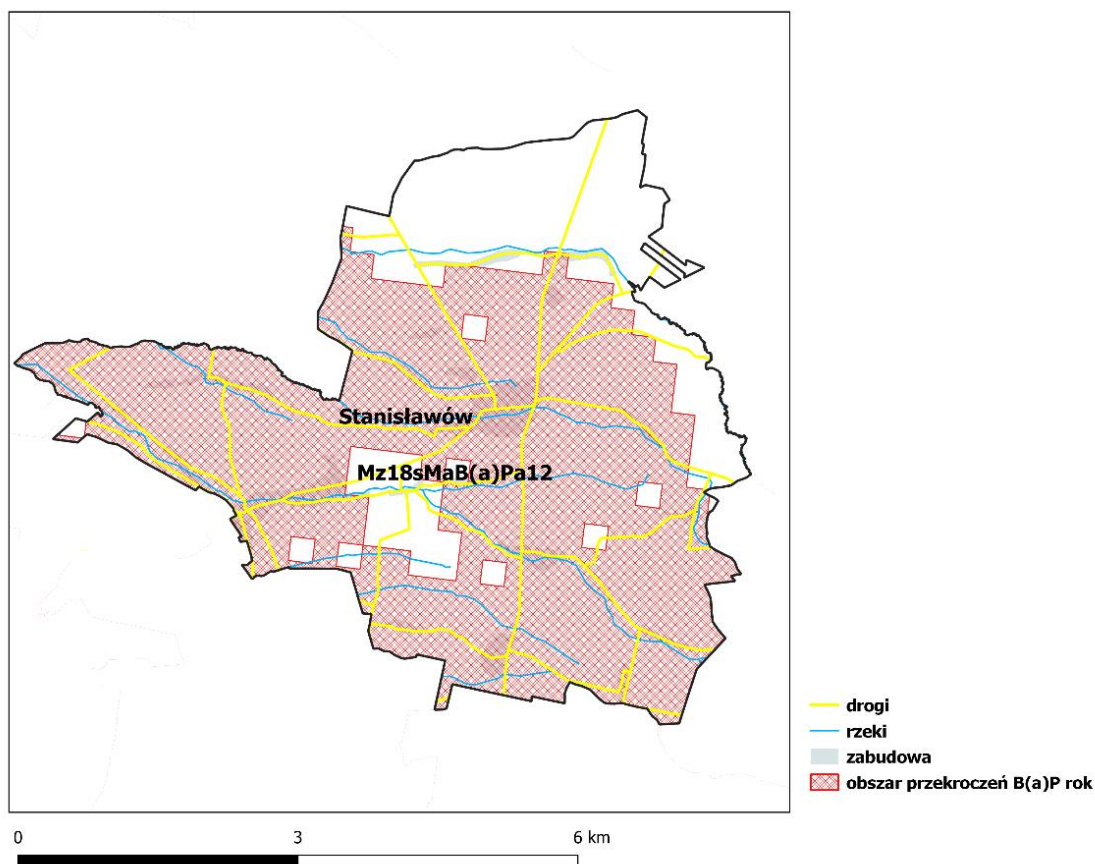 Stanisławów
Mz18sMaB(a)Pa12
drogi
rzeki
zabudowa
obszar przekroczeń B(a)P rok
0 3 6 km